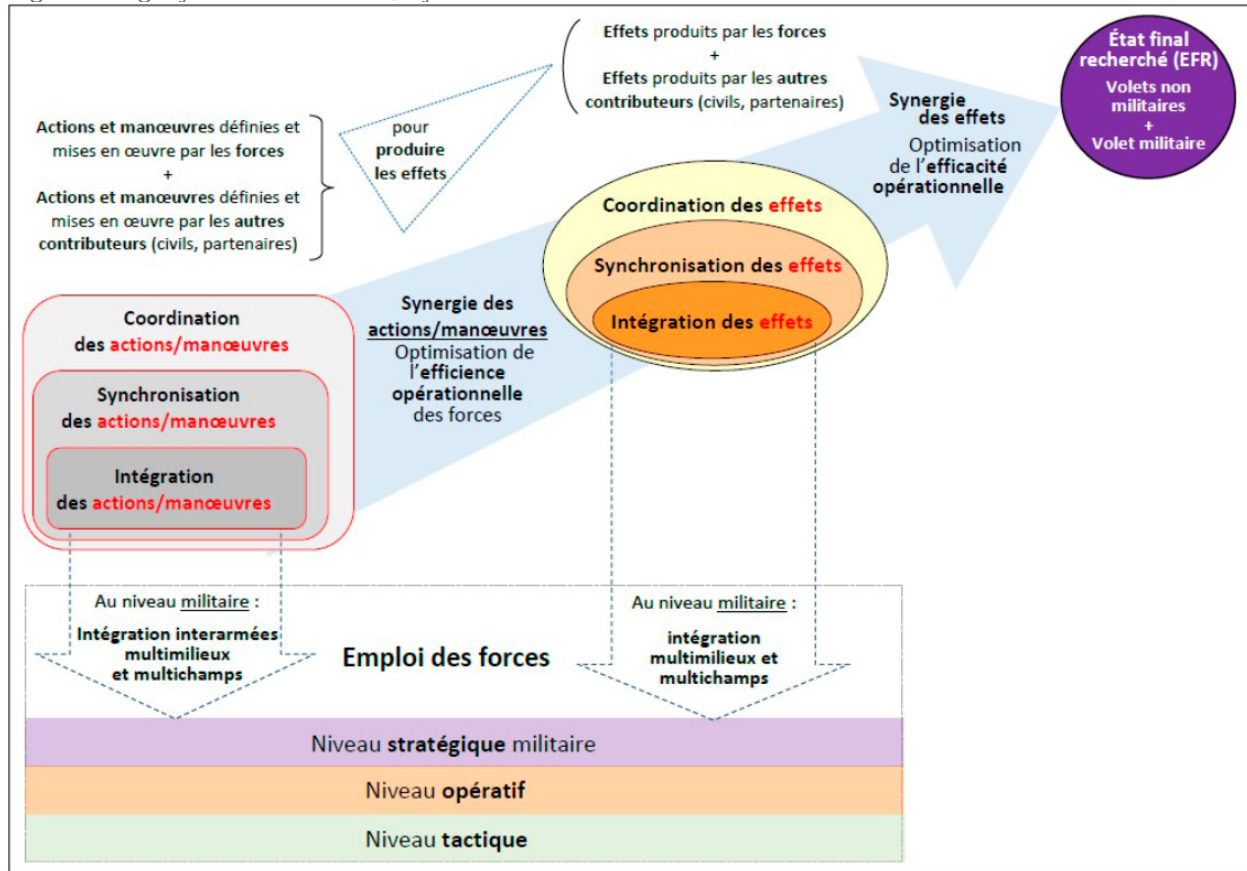 Effets produits par les forces
+
Effets produits par les autres
contributeurs (civils, partenaires)
État final
recherché (EFR)
Volets non
militaires
+
Volet militaire
Synergie
des effets
Optimisation
de l'efficacité
opérationnelle
Actions et manœuvres définies et
mises en œuvre par les forces
+
Actions et manœuvres définies et
mises en œuvre par les autres
contributeurs (civils, partenaires)
pour
produire
les effets
Coordination des effets
Synchronisation des effets
Intégration des effets
Coordination
des actions/manœuvres
Synchronisation
des actions/manœuvres
Intégration
des actions/manœuvres
Synergie des
actions/manœuvres
Optimisation de
l'efficience
opérationnelle
des forces
Au niveau militaire :
Intégration interarmées
multimilieux
et multichamps
Emploi des forces
Au niveau militaire :
intégration
multimilieux et
multichamps
Niveau stratégique militaire
Niveau opératif
Niveau tactique